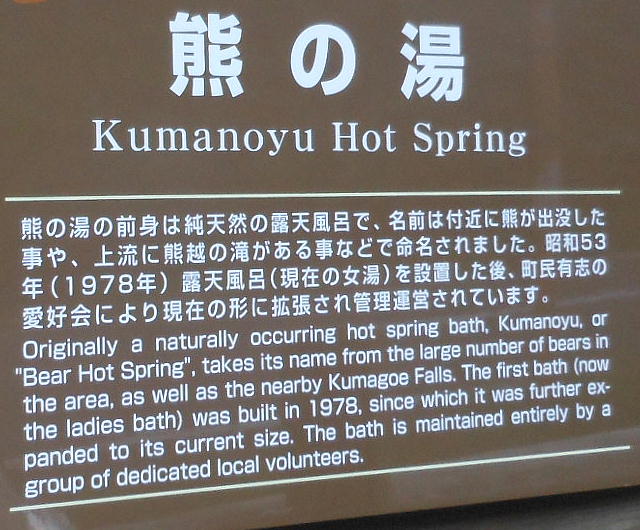 熊の湯
Kumanoyu Hot Spring
熊の湯の前身は純天然の露天風呂で、名前は付近に熊が出没した
事や、上流に熊越の滝がある事などで命名されました。昭和53
年（1978年）露天風呂（現在の女湯）を設置した後、町民有志の
愛好会により現在の形に拡張され管理運営されています。
Originally a naturally occurring hot spring bath, Kumanoyu, or
"Bear Hot Spring", takes its name from the large number of bears in
the area, as well as the nearby Kumagoe Falls. The first bath (now
the ladies bath) was built in 1978, since which it was further ex-
panded to its current size. The bath is maintained entirely by a
group of dedicated local volunteers.